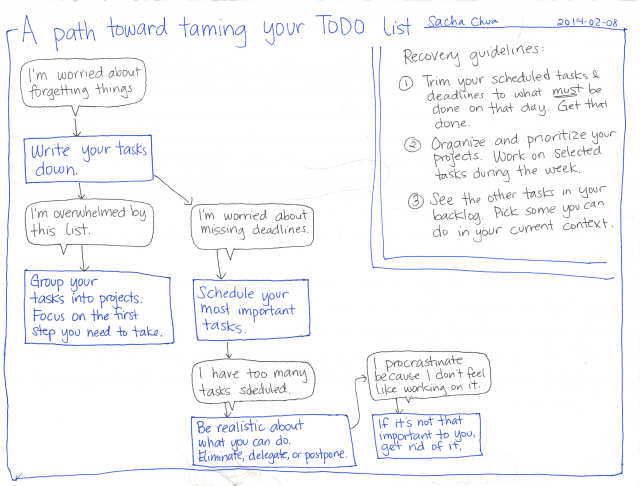 A path toward taming your TODO list
Sacha Chua
2014-02-08
I'm worried about
forgetting things
Write your tasks
down.
I'm overwhelmed by
this list.
Group your
tasks into projects.
Focus on the first
step you need to take.
I'm worried about
missing deadlines.
Schedule your
most important
tasks.
I have too many
tasks scheduled.
Be realistic about
what you can do.
Eliminate, delegate, or postpone.
I procrastinate
because I don't feel
like working on it.
If it's not that
important to you,
get rid of it.
Recovery guidelines:
① Trim your scheduled tasks &
deadlines to what must be
done on that day. Get that
done.
② Organize and prioritize your
projects. Work on selected
tasks during the week.
③ See the other tasks in your
backlog. Pick some you can
do in your current context.